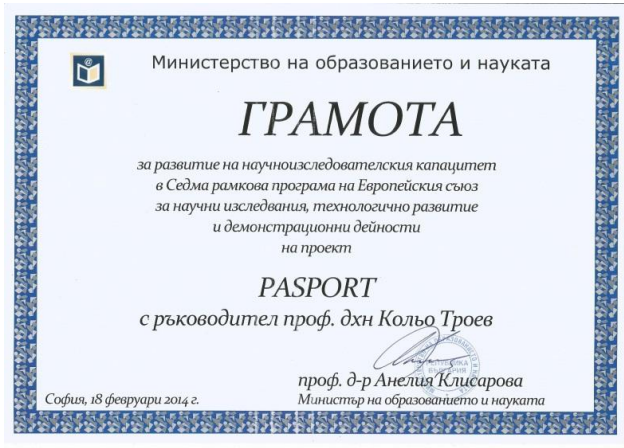 Министерство на образованието и науката
ГРАМОТА
за развитие на научноизследователския капацитет
в Седма рамкова програма на Европейския съюз
за научни изследвания, технологично развитие
и демонстрационни дейности
на проект
PASPORT
с ръководител проф. дхн Кольо Троев
РЕПУБЛИКА
БЪЛГАРИЯ
проф. д-р Анелия Клисарова
София, 18 февруари 2014 г.
Министър на образованието и науката